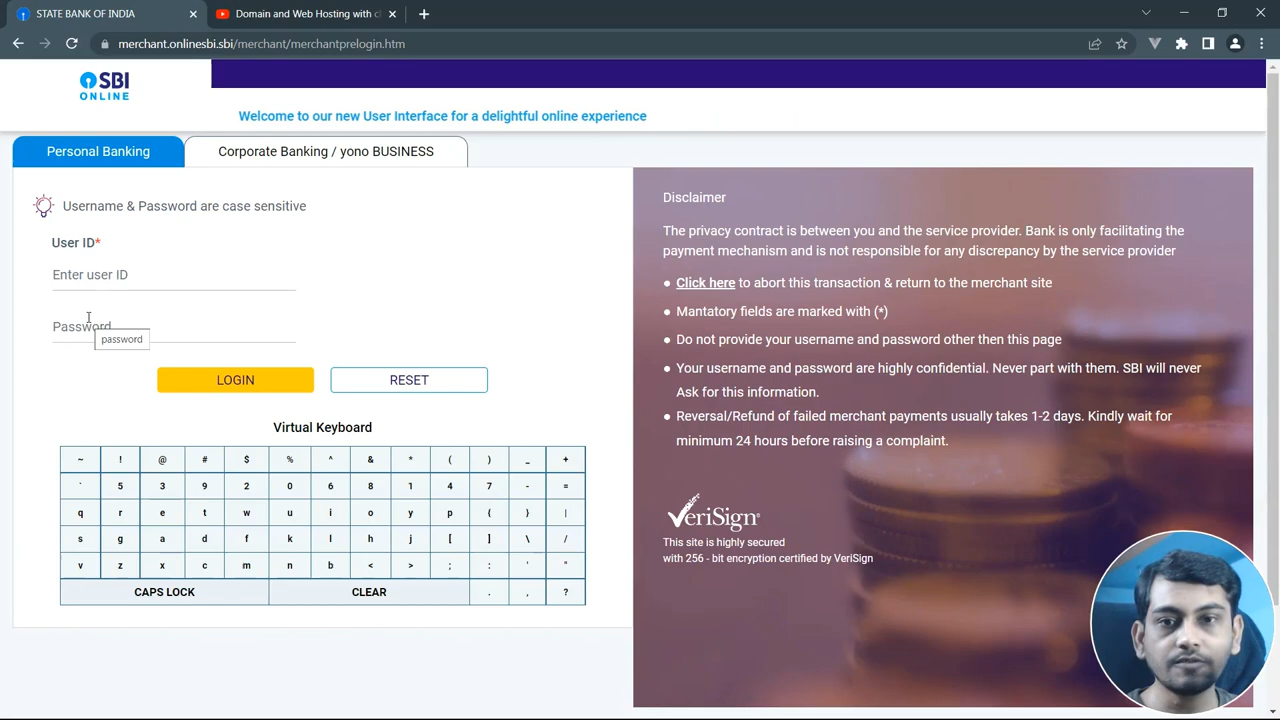 STATE BANK OF INDIA
Domain and Web Hosting with c
merchant.onlinesbi.sbi/merchant/merchantprelogin.htm
SBI
ONLINE
Welcome to our new User Interface for a delightful online experience
Personal Banking
Corporate Banking / yono BUSINESS
Username & Password are case sensitive
User ID*
Enter user ID
Password
password
LOGIN RESET
Virtual Keyboard
~ ! @ # $ % ^ & * ( ) _ +
` 5 3 9 2 0 6 8 1 4 7 - =
q r e t w u i o y p { } |
s g a d f k l h j [ ] \ /
v z x c m n b < > ; : ' "
CAPS LOCK CLEAR . , ?
Disclaimer
The privacy contract is between you and the service provider. Bank is only facilitating the
payment mechanism and is not responsible for any discrepancy by the service provider
● Click here to abort this transaction & return to the merchant site
● Mantatory fields are marked with (*)
● Do not provide your username and password other then this page
● Your username and password are highly confidential. Never part with them. SBI will never
Ask for this information.
● Reversal/Refund of failed merchant payments usually takes 1-2 days. Kindly wait for
minimum 24 hours before raising a complaint.
VeriSign
This site is highly secured
with 256 - bit encryption certified by VeriSign